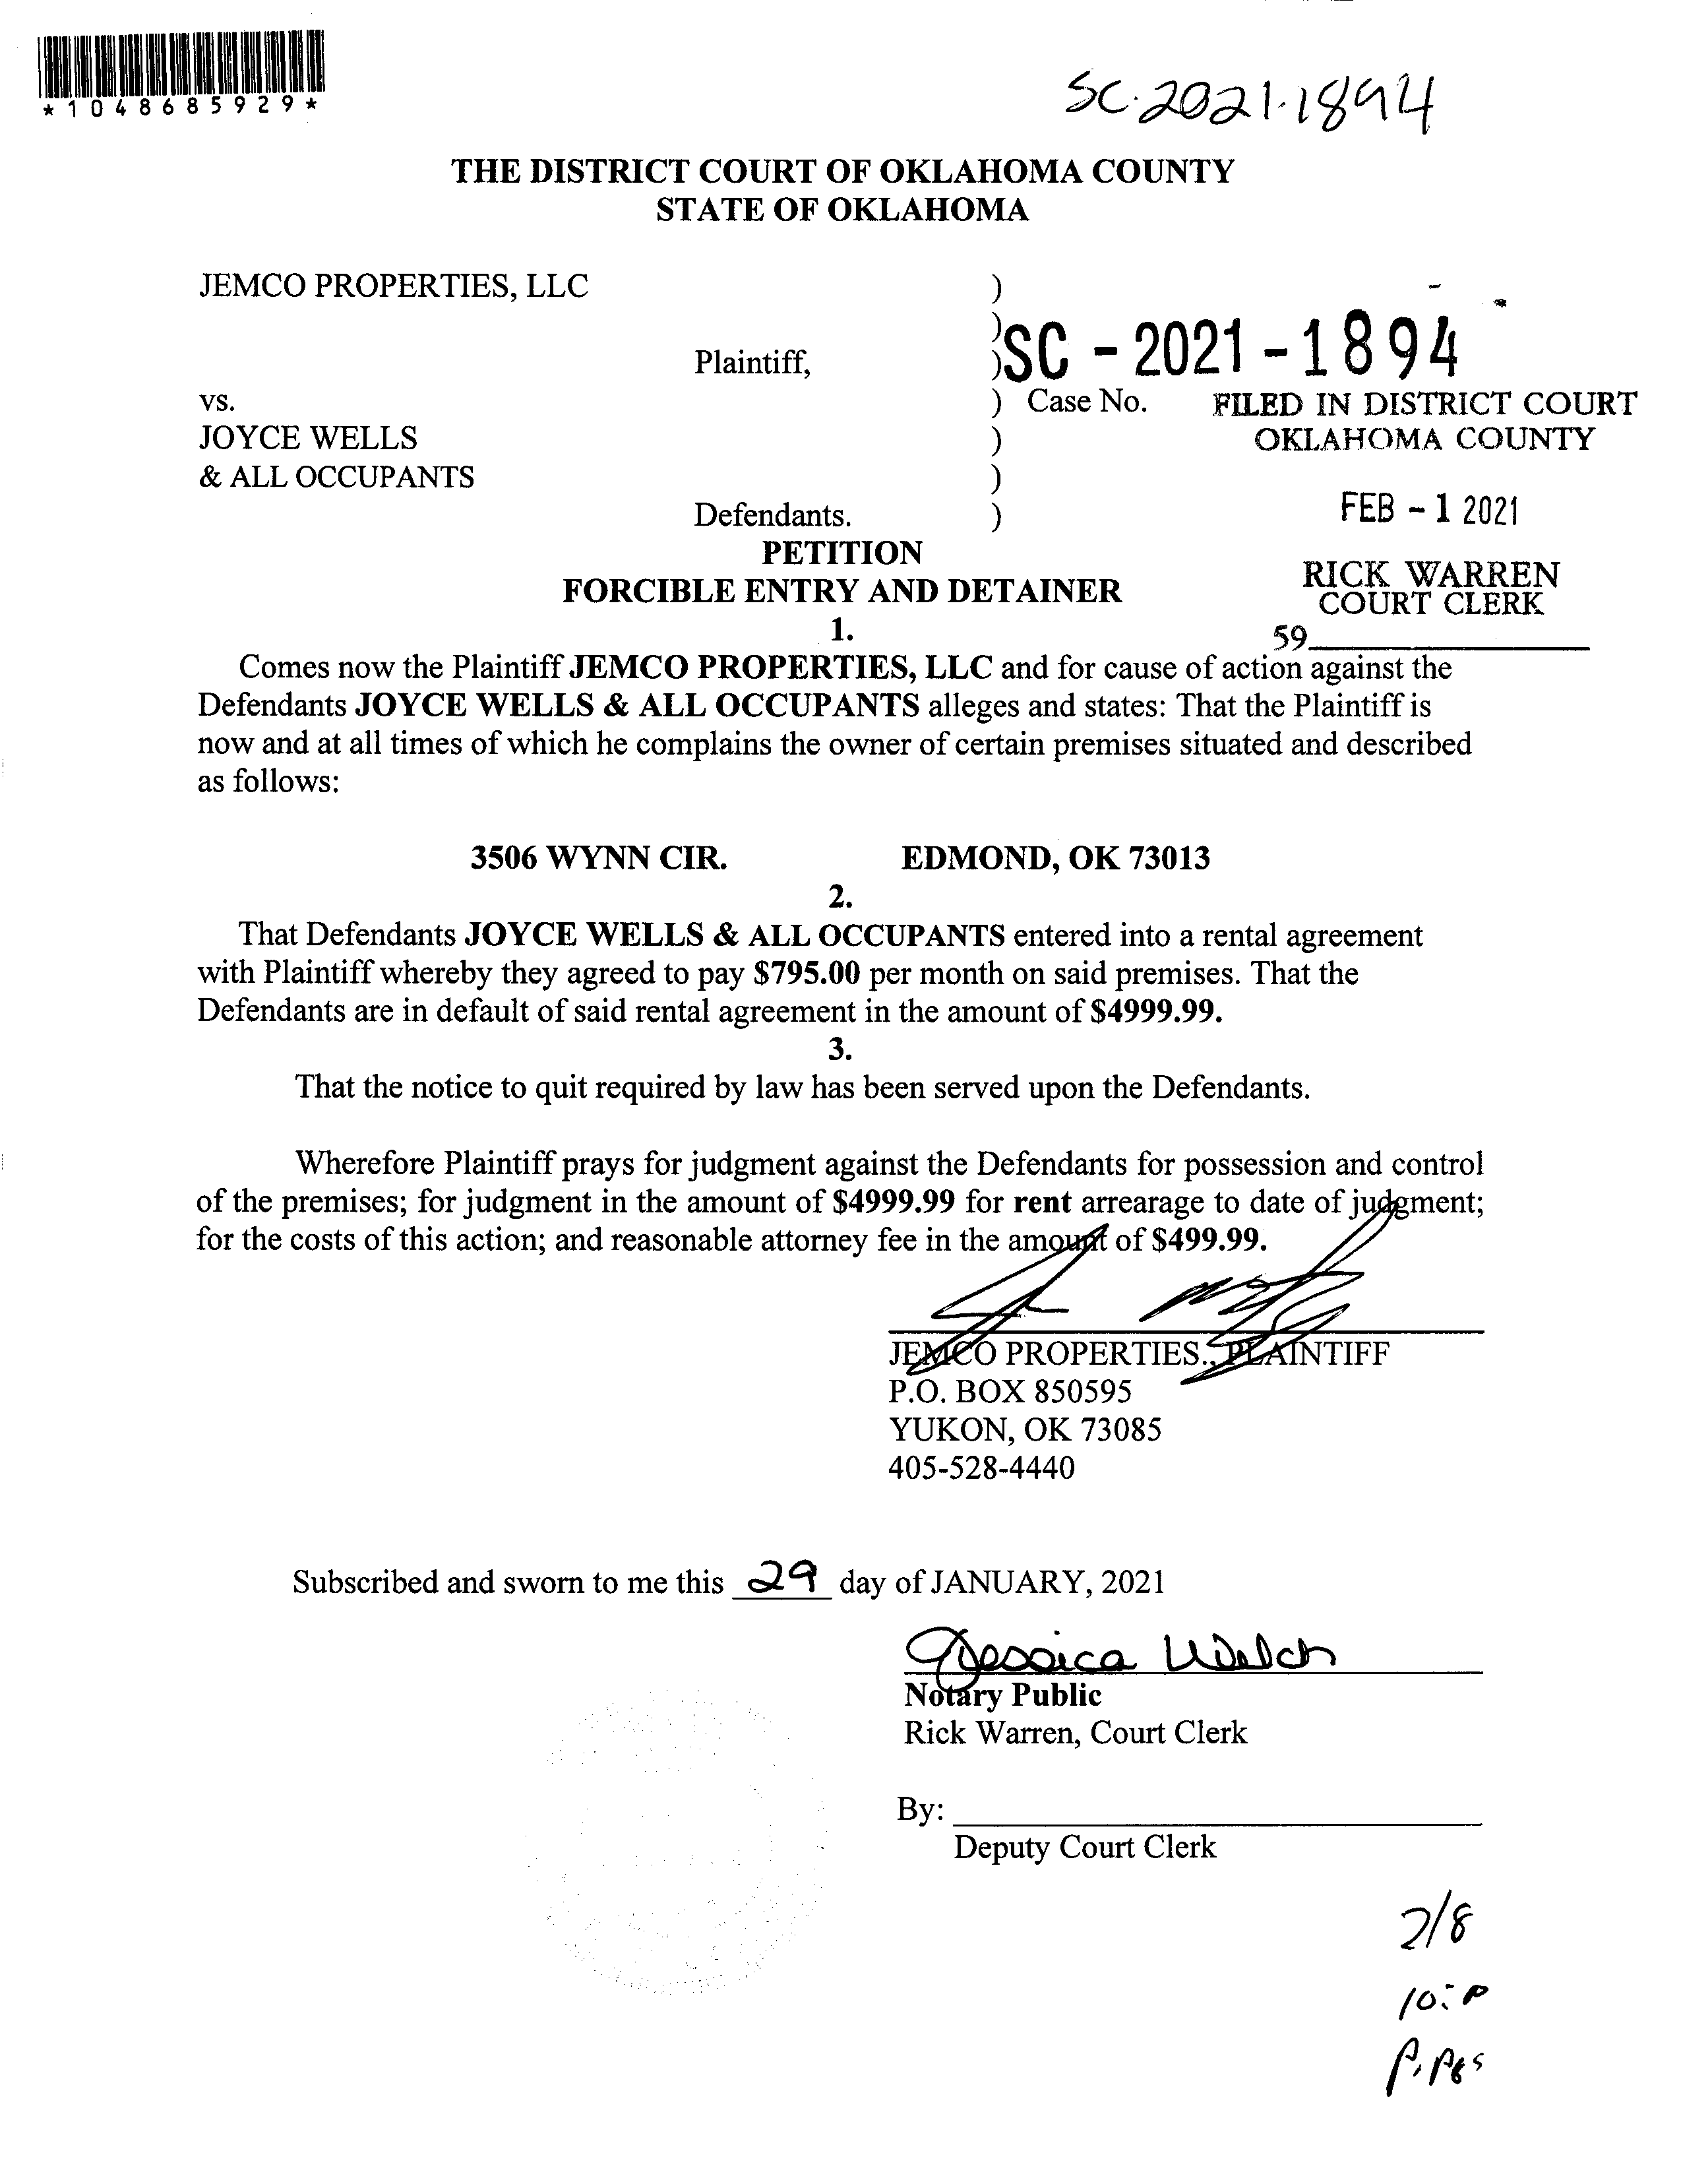 *1048685929*
SC-2021-1894
THE DISTRICT COURT OF OKLAHOMA COUNTY
STATE OF OKLAHOMA
JEMCO PROPERTIES, LLC )
)
SC - 2021 - 1894
Plaintiff, )
vs. ) Case No. FILED IN DISTRICT COURT
JOYCE WELLS ) OKLAHOMA COUNTY
& ALL OCCUPANTS )
Defendants. ) FEB - 1 2021
PETITION
FORCIBLE ENTRY AND DETAINER
RICK WARREN
COURT CLERK
1.
59
Comes now the Plaintiff JEMCO PROPERTIES, LLC and for cause of action against the
Defendants JOYCE WELLS & ALL OCCUPANTS alleges and states: That the Plaintiff is
now and at all times of which he complains the owner of certain premises situated and described
as follows:
3506 WYNN CIR. EDMOND, OK 73013
2.
That Defendants JOYCE WELLS & ALL OCCUPANTS entered into a rental agreement
with Plaintiff whereby they agreed to pay $795.00 per month on said premises. That the
Defendants are in default of said rental agreement in the amount of $4999.99.
3.
That the notice to quit required by law has been served upon the Defendants.
Wherefore Plaintiff prays for judgment against the Defendants for possession and control
of the premises; for judgment in the amount of $4999.99 for rent arrearage to date of judgment;
for the costs of this action; and reasonable attorney fee in the amount of $499.99.
JEMCO PROPERTIES., PLAINTIFF
P.O. BOX 850595
YUKON, OK 73085
405-528-4440
Subscribed and sworn to me this 29 day of JANUARY, 2021
Jessica Welch
Notary Public
Rick Warren, Court Clerk
By:
Deputy Court Clerk
2/8